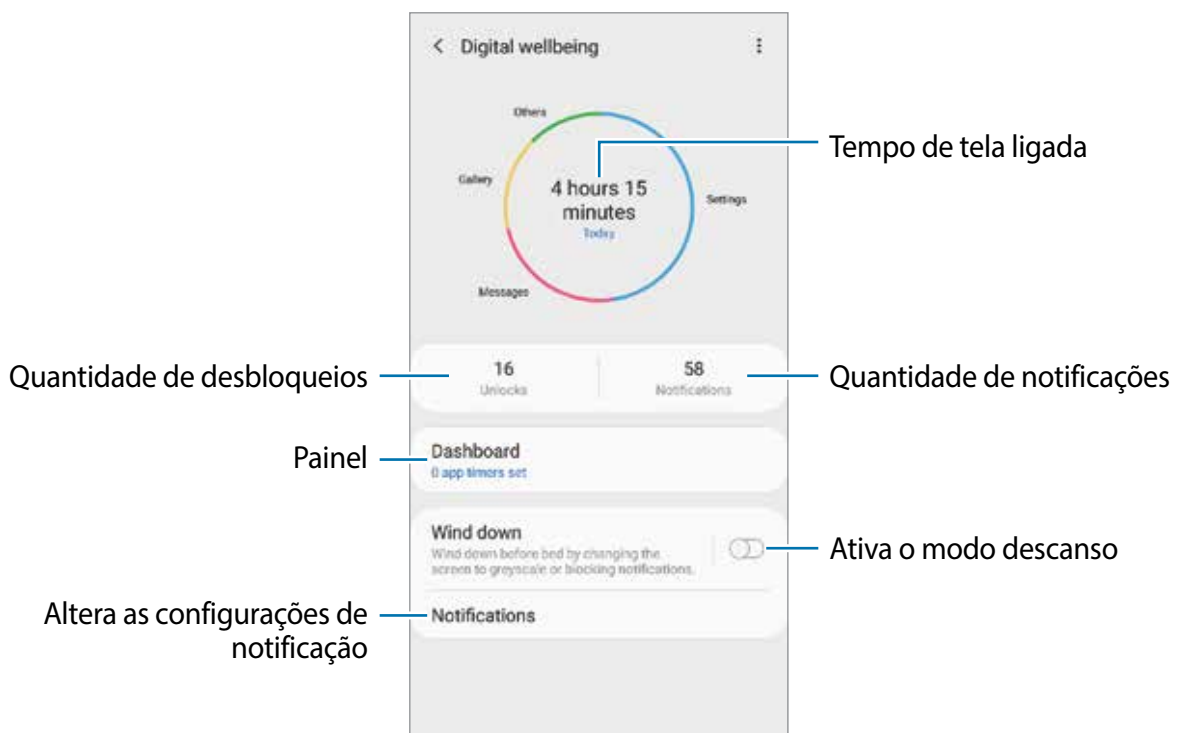 Digital wellbeing
Others
Tempo de tela ligada
Gallery
4 hours 15
minutes
Settings
Today
Messages
Quantidade de desbloqueios
16
Unlocks
58
Notifications
Quantidade de notificações
Painel
Dashboard
0 app timers set
Wind down
Wind down before bed by changing the
screen to greyscale or blocking notifications.
Ativa o modo descanso
Altera as configurações de
notificação
Notifications